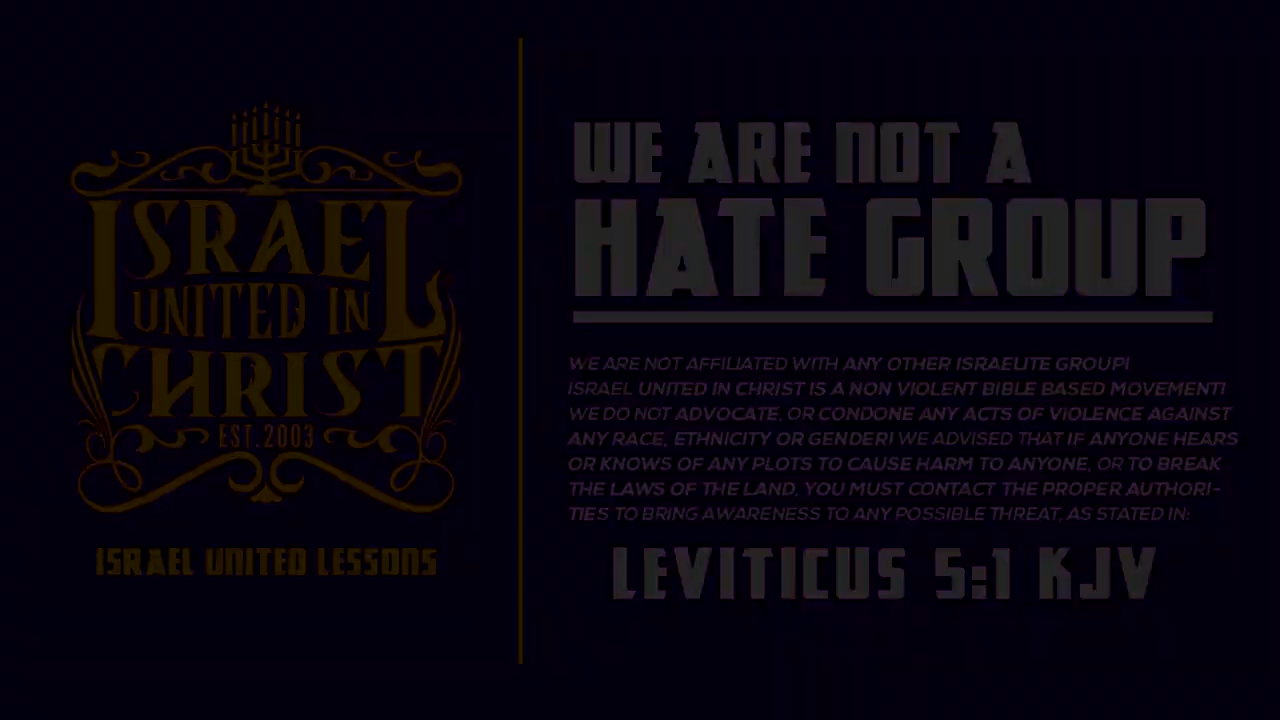 ISRAEL
UNITED IN
CHRIST
EST. 2003
ISRAEL UNITED LESSONS
WE ARE NOT A
HATE GROUP
WE ARE NOT AFFILIATED WITH ANY OTHER ISRAELITE GROUP!
ISRAEL UNITED IN CHRIST IS A NON VIOLENT BIBLE BASED MOVEMENT!
WE DO NOT ADVOCATE, OR CONDONE ANY ACTS OF VIOLENCE AGAINST
ANY RACE, ETHNICITY OR GENDER! WE ADVISED THAT IF ANYONE HEARS
OR KNOWS OF ANY PLOTS TO CAUSE HARM TO ANYONE, OR TO BREAK
THE LAWS OF THE LAND, YOU MUST CONTACT THE PROPER AUTHORI-
TIES TO BRING AWARENESS TO ANY POSSIBLE THREAT, AS STATED IN:
LEVITICUS 5:1 KJV